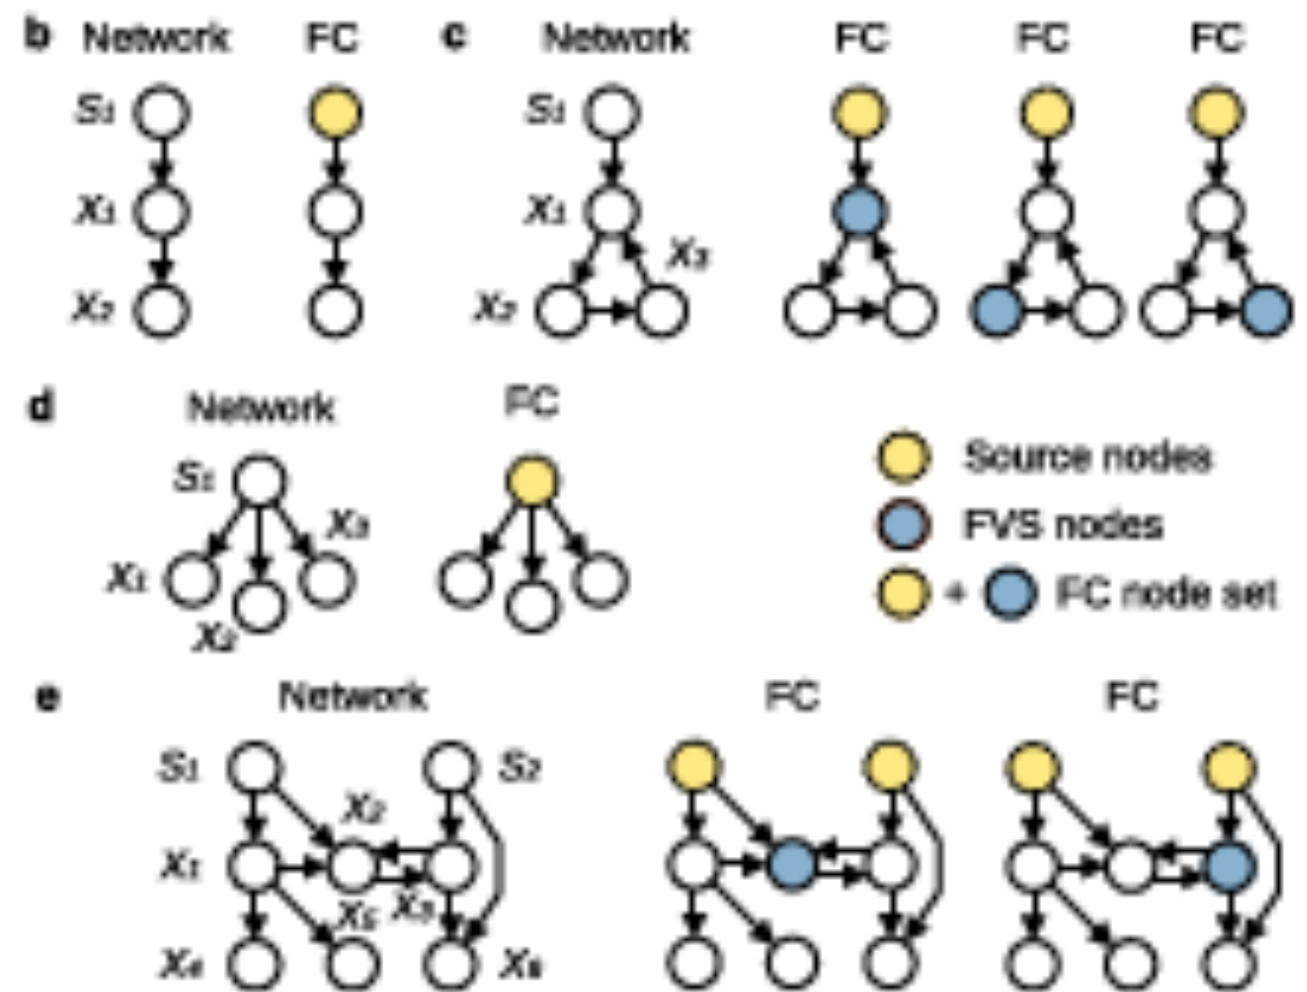 b Network FC c Network FC FC FC
S1 S1
X1 X1
X3
X2 X2
d Network FC
S1 Source nodes
X3 FVS nodes
X1 + FC node set
X2
e Network FC FC
S1 S2
X2
X1
X5 X3
X4 X6